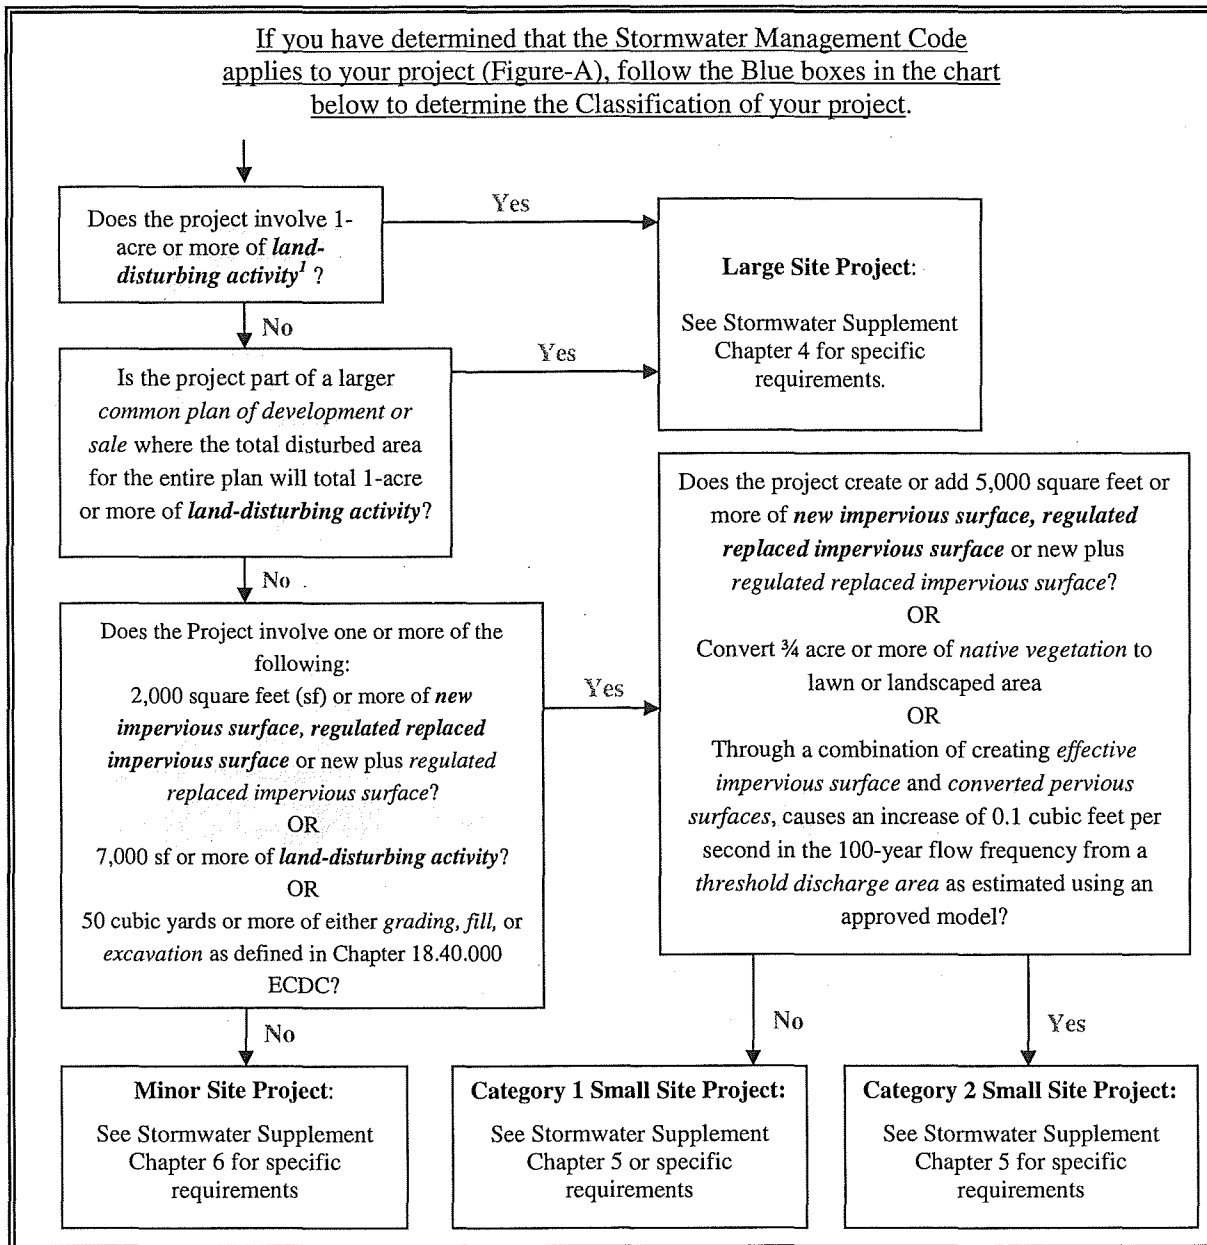 If you have determined that the Stormwater Management Code
applies to your project (Figure-A), follow the Blue boxes in the chart
below to determine the Classification of your project.
Does the project involve 1-
acre or more of land-
disturbing activity¹ ?
Yes
Large Site Project:
See Stormwater Supplement
Chapter 4 for specific
requirements.
No
Is the project part of a larger
common plan of development or
sale where the total disturbed area
for the entire plan will total 1-acre
or more of land-disturbing activity?
Yes
No
Does the Project involve one or more of the
following:
2,000 square feet (sf) or more of new
impervious surface, regulated replaced
impervious surface or new plus regulated
replaced impervious surface?
OR
7,000 sf or more of land-disturbing activity?
OR
50 cubic yards or more of either grading, fill, or
excavation as defined in Chapter 18.40.000
ECDC?
Yes
Does the project create or add 5,000 square feet or
more of new impervious surface, regulated
replaced impervious surface or new plus
regulated replaced impervious surface?
OR
Convert ¾ acre or more of native vegetation to
lawn or landscaped area
OR
Through a combination of creating effective
impervious surface and converted pervious
surfaces, causes an increase of 0.1 cubic feet per
second in the 100-year flow frequency from a
threshold discharge area as estimated using an
approved model?
No
No
Yes
Minor Site Project:
See Stormwater Supplement
Chapter 6 for specific
requirements
Category 1 Small Site Project:
See Stormwater Supplement
Chapter 5 or specific
requirements
Category 2 Small Site Project:
See Stormwater Supplement
Chapter 5 for specific
requirements